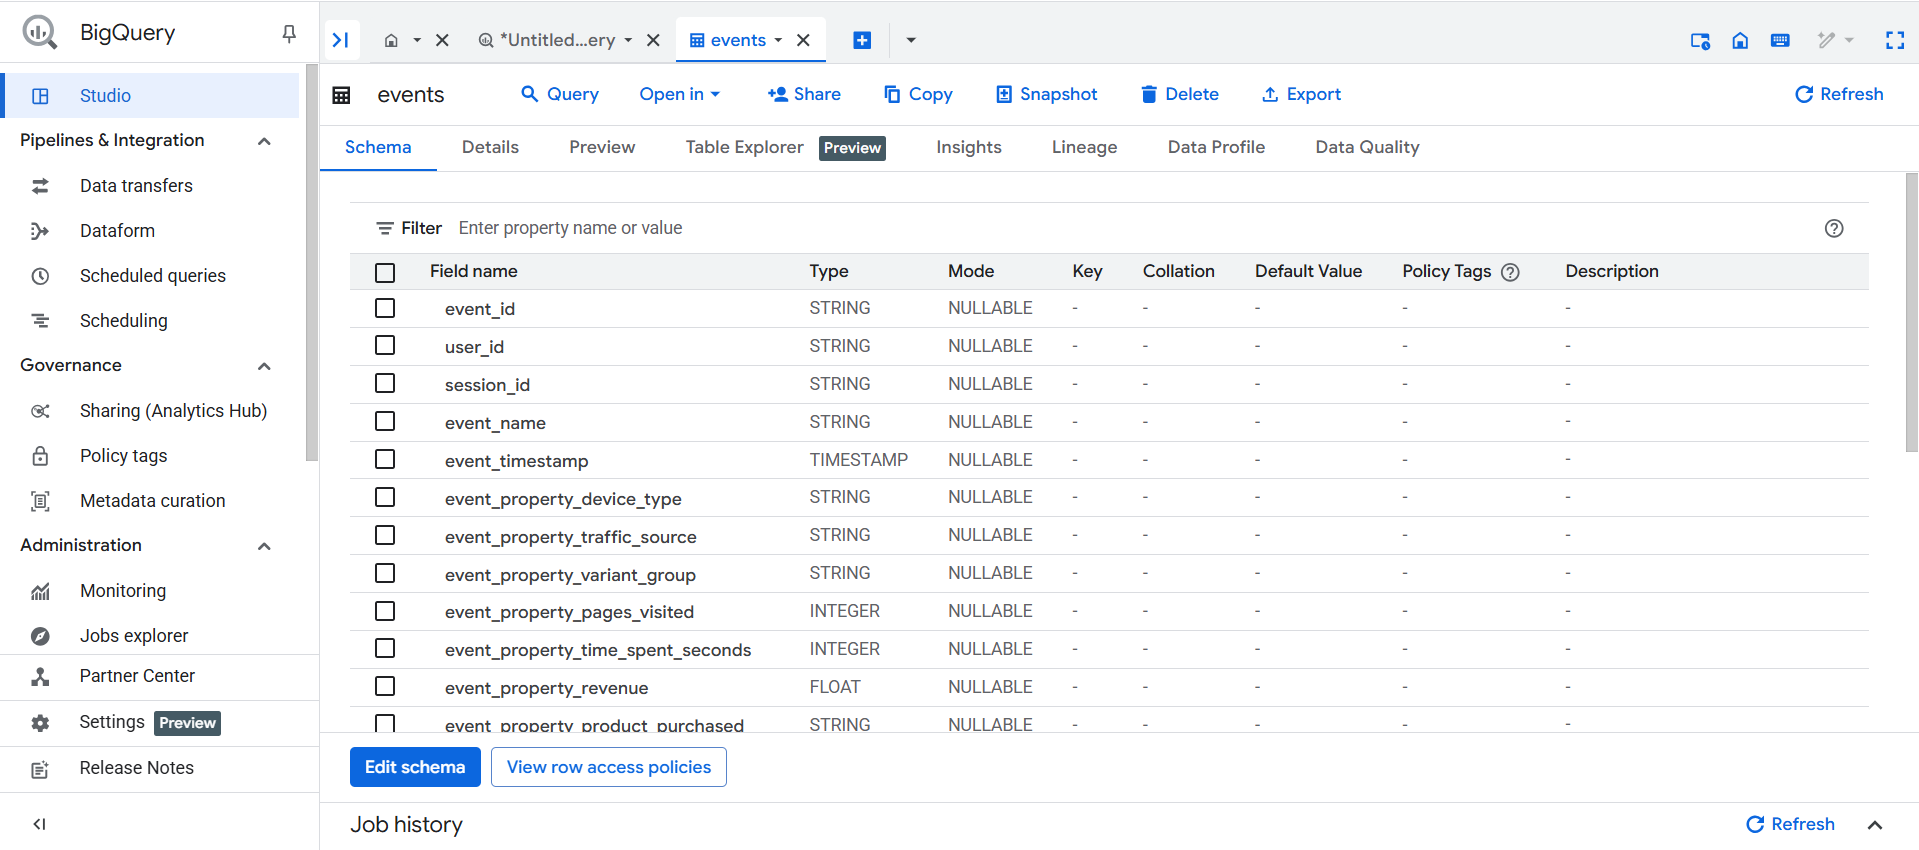 BigQuery
*Untitled...ery
events
Studio
Pipelines & Integration
Data transfers
Dataform
Scheduled queries
Scheduling
Governance
Sharing (Analytics Hub)
Policy tags
Metadata curation
Administration
Monitoring
Jobs explorer
Partner Center
Settings Preview
Release Notes
events Query Open in Share Copy Snapshot Delete Export Refresh
Schema Details Preview Table Explorer Preview Insights Lineage Data Profile Data Quality
Filter Enter property name or value
Field name Type Mode Key Collation Default Value Policy Tags Description
event_id STRING NULLABLE - - - - -
user_id STRING NULLABLE - - - - -
session_id STRING NULLABLE - - - - -
event_name STRING NULLABLE - - - - -
event_timestamp TIMESTAMP NULLABLE - - - - -
event_property_device_type STRING NULLABLE - - - - -
event_property_traffic_source STRING NULLABLE - - - - -
event_property_variant_group STRING NULLABLE - - - - -
event_property_pages_visited INTEGER NULLABLE - - - - -
event_property_time_spent_seconds INTEGER NULLABLE - - - - -
event_property_revenue FLOAT NULLABLE - - - - -
event_property_product_purchased STRING NULLABLE - - - - -
Edit schema View row access policies
Job history Refresh